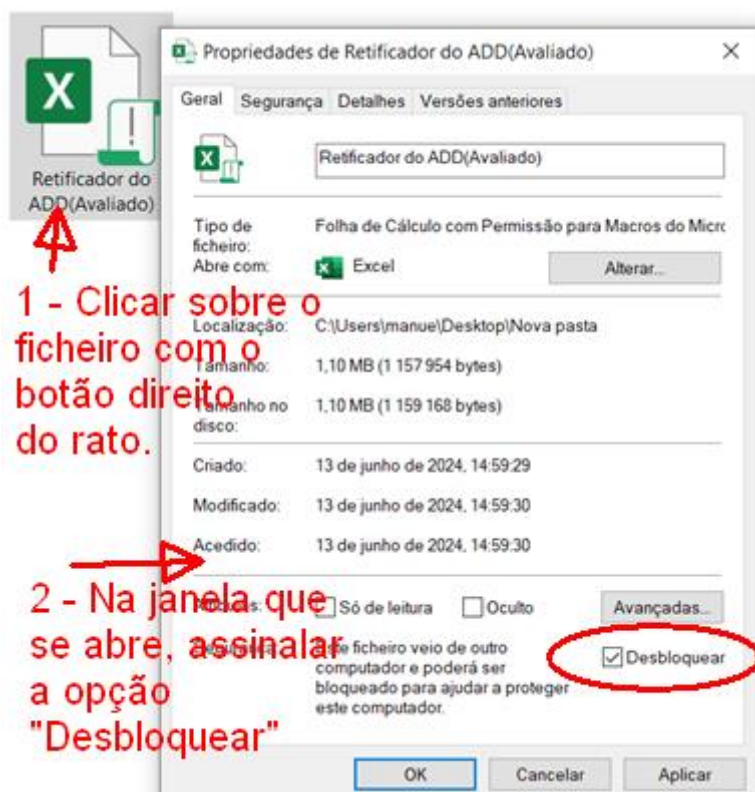 Retificador do
ADD(Avaliado)
1 - Clicar sobre o
ficheiro com o
botão direito
do rato.
2 - Na janela que
se abre, assinalar
a opção
"Desbloquear"
Propriedades de Retificador do ADD(Avaliado)
Geral Segurança Detalhes Versões anteriores
Retificador do ADD(Avaliado)
Tipo de ficheiro: Folha de Cálculo com Permissão para Macros do Micro
Abre com: Excel Alterar...
Localização: C:\Users\manue\Desktop\Nova pasta
Tamanho: 1,10 MB (1 157 954 bytes)
Tamanho no disco: 1,10 MB (1 159 168 bytes)
Criado: 13 de junho de 2024, 14:59:29
Modificado: 13 de junho de 2024, 14:59:30
Acedido: 13 de junho de 2024, 14:59:30
Só de leitura Oculto Avançadas...
Este ficheiro veio de outro
computador e poderá ser
bloqueado para ajudar a proteger
este computador.
Desbloquear
OK Cancelar Aplicar